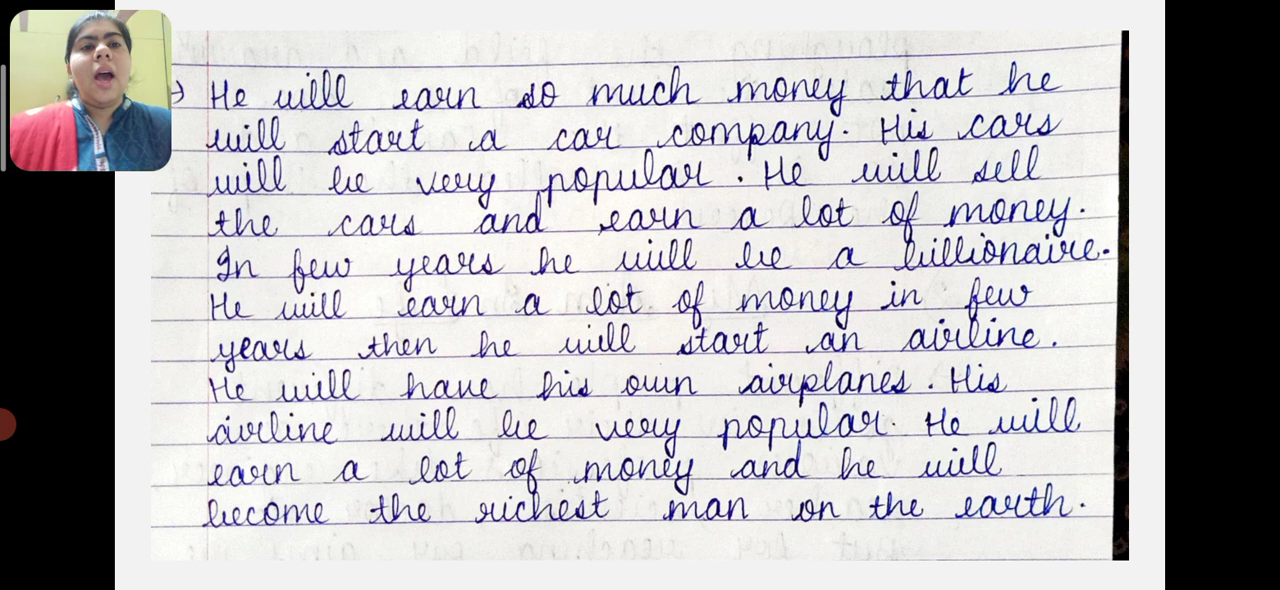 → He will earn so much money that he
will start a car company. His cars
will be very popular. He will sell
the cars and earn a lot of money.
In few years he will be a billionaire.
He will earn a lot of money in few
years then he will start an airline.
He will have his own airplanes. His
airline will be very popular. He will
earn a lot of money and he will
become the richest man on the earth.